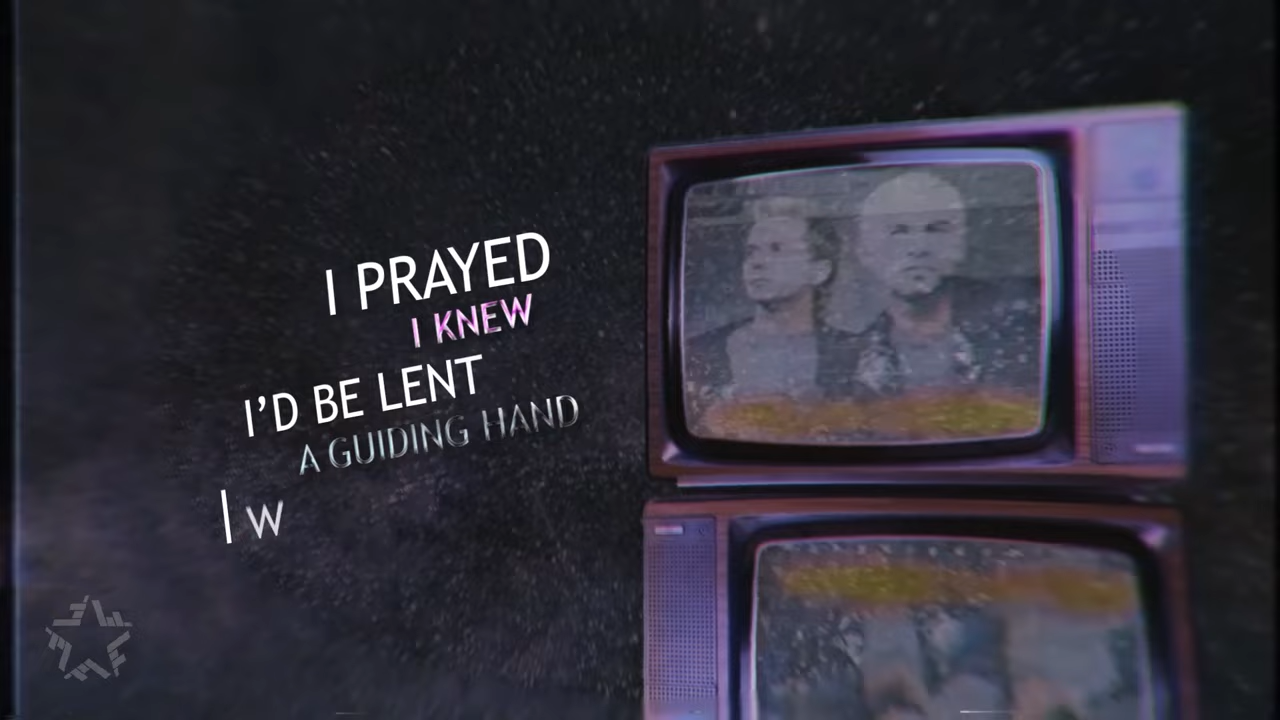 I PRAYED
I KNEW
I'D BE LENT
A GUIDING HAND
I w